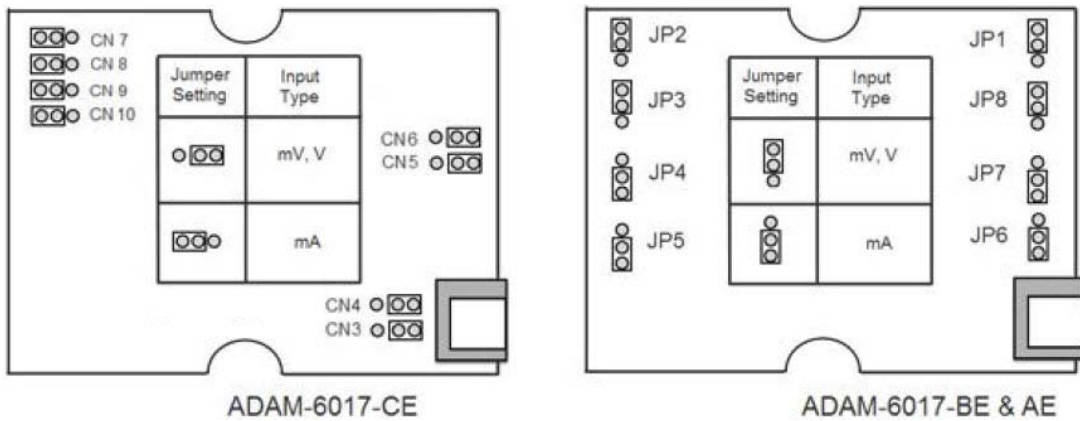 CN 7
CN 8
CN 9
CN 10
Jumper Setting
Input Type
mV, V
mA
CN6
CN5
CN4
CN3
ADAM-6017-CE
JP2
JP3
JP4
JP5
Jumper Setting
Input Type
mV, V
mA
JP1
JP8
JP7
JP6
ADAM-6017-BE & AE